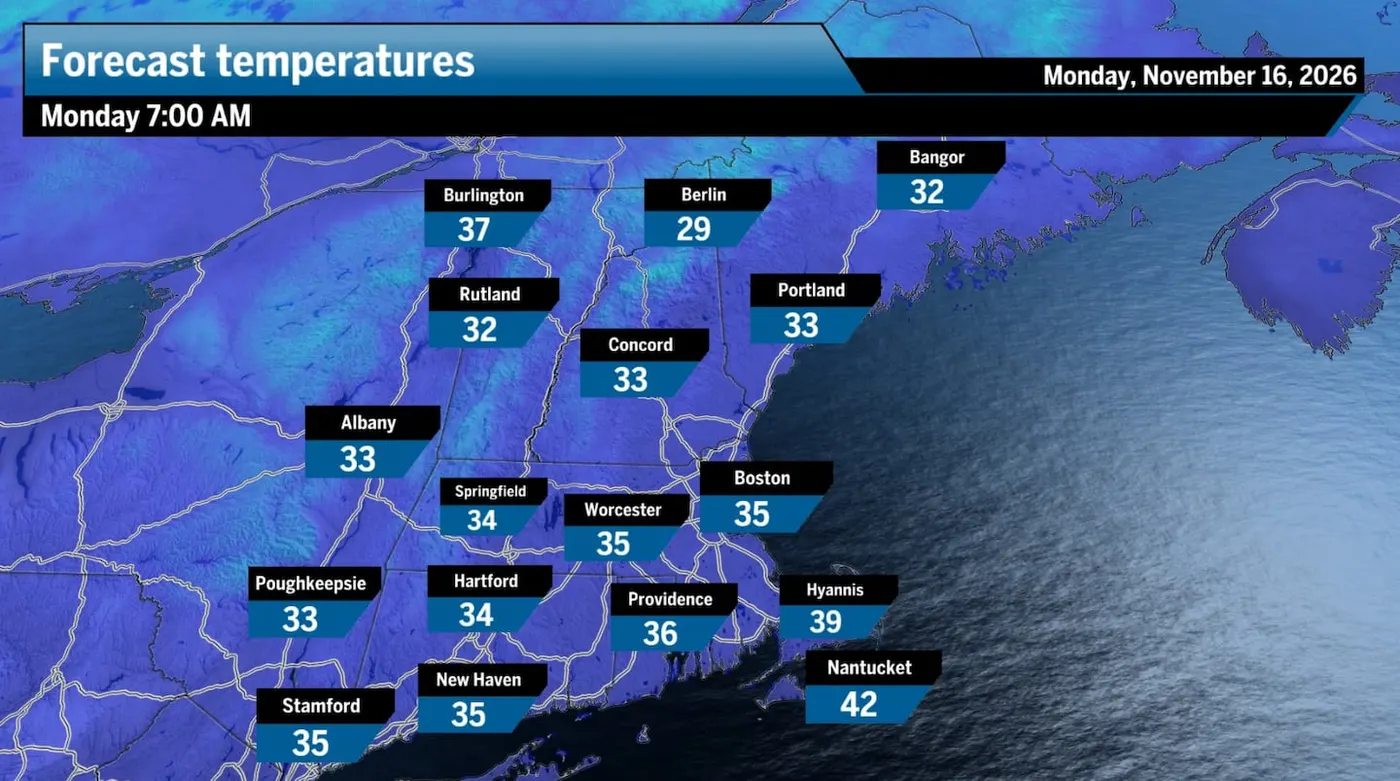 Forecast temperatures
Monday, November 16, 2026
Monday 7:00 AM
Bangor
32
Burlington
37
Berlin
29
Rutland
32
Portland
33
Concord
33
Albany
33
Boston
35
Springfield
34
Worcester
35
Poughkeepsie
33
Hartford
34
Providence
36
Hyannis
39
Nantucket
42
New Haven
35
Stamford
35